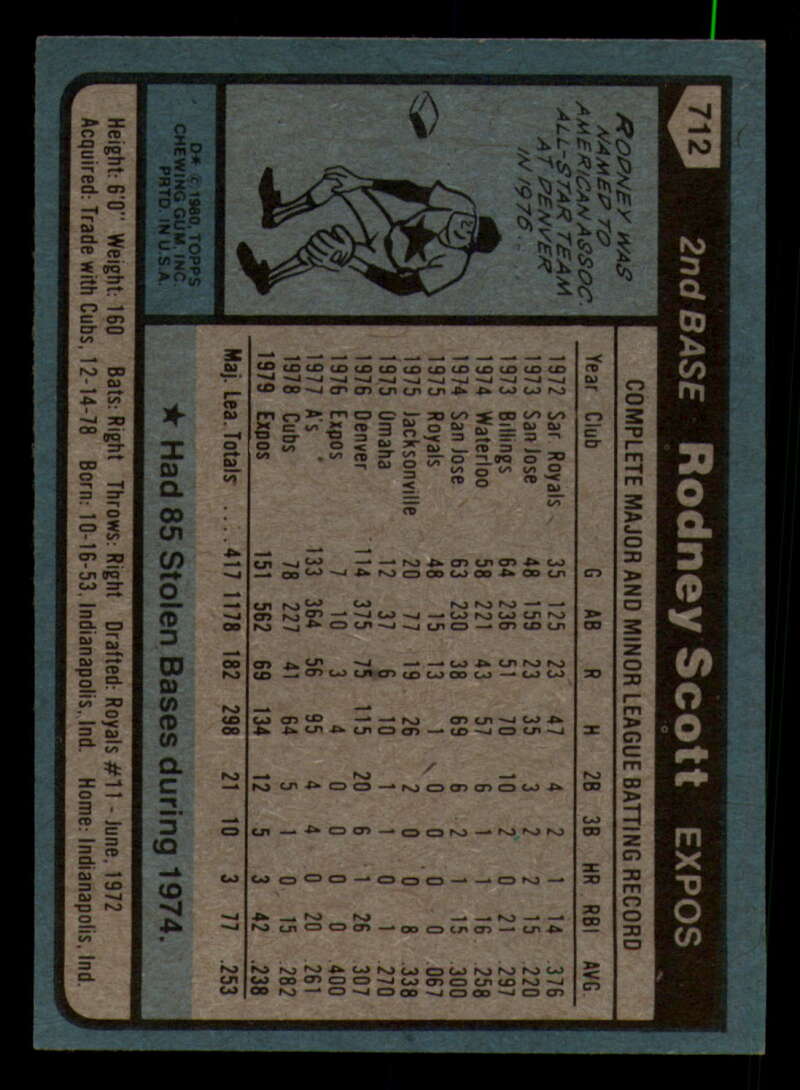 712 2nd BASE Rodney Scott EXPOS
RODNEY WAS
NAMED TO
AMERICAN ASSOC.
ALL-STAR TEAM
AT DENVER
IN 1976.
D* © 1980, TOPPS
CHEWING GUM, INC.
PRTD. IN U.S.A.
COMPLETE MAJOR AND MINOR LEAGUE BATTING RECORD
Year Club G AB R H 2B 3B HR RBI AVG.
1972 Sar. Royals 35 125 23 47 4 2 1 14 .376
1973 San Jose 48 159 23 35 3 2 2 15 .220
1973 Billings 64 236 51 70 10 2 0 21 .297
1974 Waterloo 58 221 43 57 6 1 1 16 .258
1974 San Jose 63 230 38 69 6 2 1 15 .300
1975 Royals 48 15 13 1 0 0 0 0 .067
1975 Jacksonville 20 77 19 26 2 0 0 8 .338
1975 Omaha 12 37 6 10 1 1 0 1 .270
1976 Denver 114 375 75 115 20 6 1 26 .307
1976 Expos 7 10 3 4 0 0 0 0 .400
1977 A's 133 364 56 95 4 4 0 20 .261
1978 Cubs 78 227 41 64 5 1 0 15 .282
1979 Expos 151 562 69 134 12 5 3 42 .238
Maj. Lea. Totals .... 417 1178 182 298 21 10 3 77 .253
★ Had 85 Stolen Bases during 1974.
Height: 6'0" Weight: 160 Bats: Right Throws: Right Drafted: Royals #11 - June, 1972
Acquired: Trade with Cubs, 12-14-78 Born: 10-16-53, Indianapolis, Ind. Home: Indianapolis, Ind.